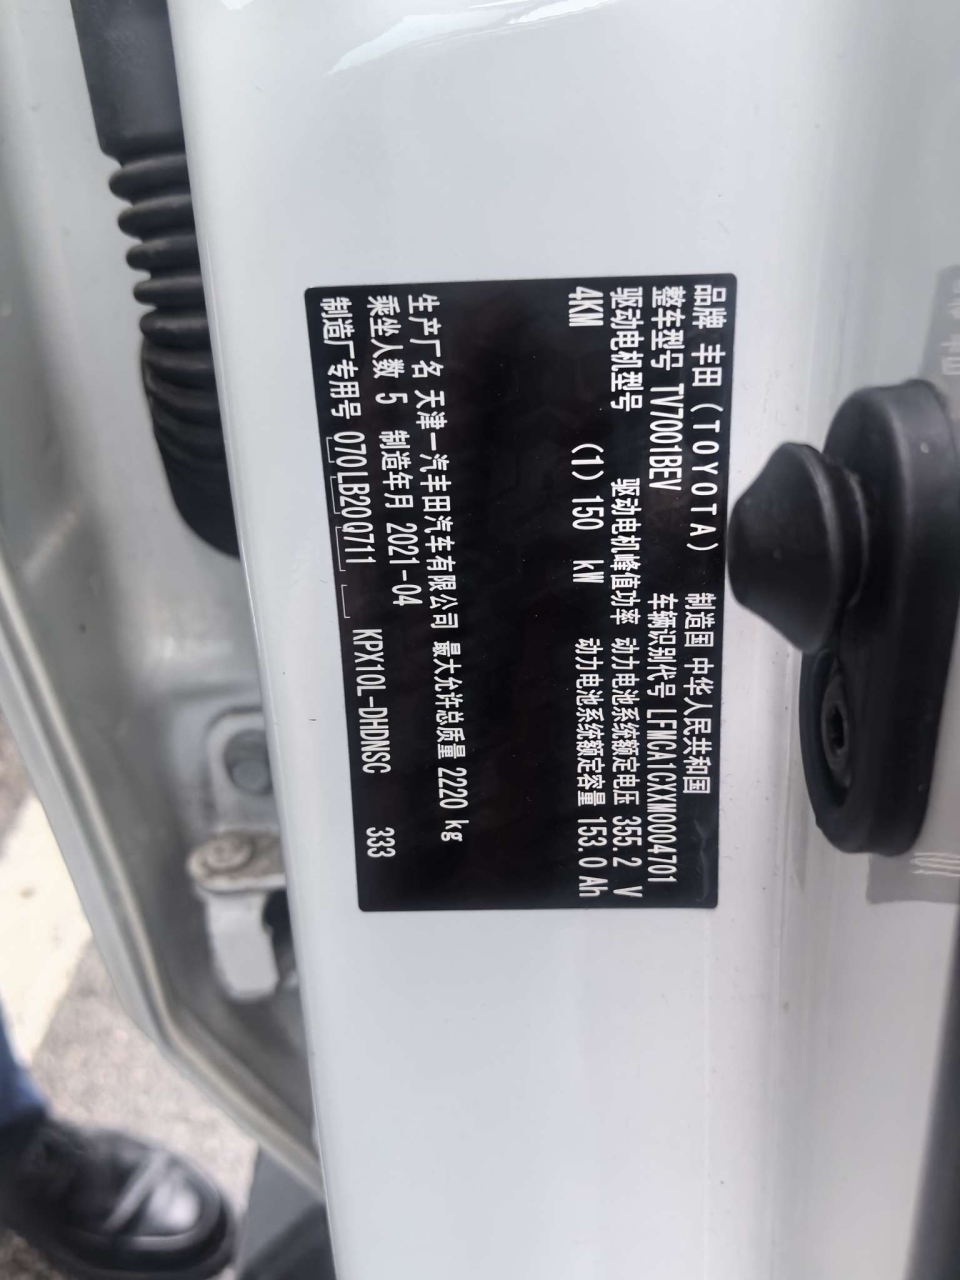 品牌 丰田（TOYOTA） 制造国 中华人民共和国
整车型号 TV7001BEV 车辆识别代号 LFMCA1CXXM0004701
驱动电机型号 驱动电机峰值功率 动力电池系统额定电压 355.2 V
4KM (1) 150 kW 动力电池系统额定容量 153.0 Ah
生产厂名 天津一汽丰田汽车有限公司 最大允许总质量 2220 kg
乘坐人数 5 制造年月 2021-04
制造厂专用号 070LB20Q711 KPX10L-DHDNSC 333